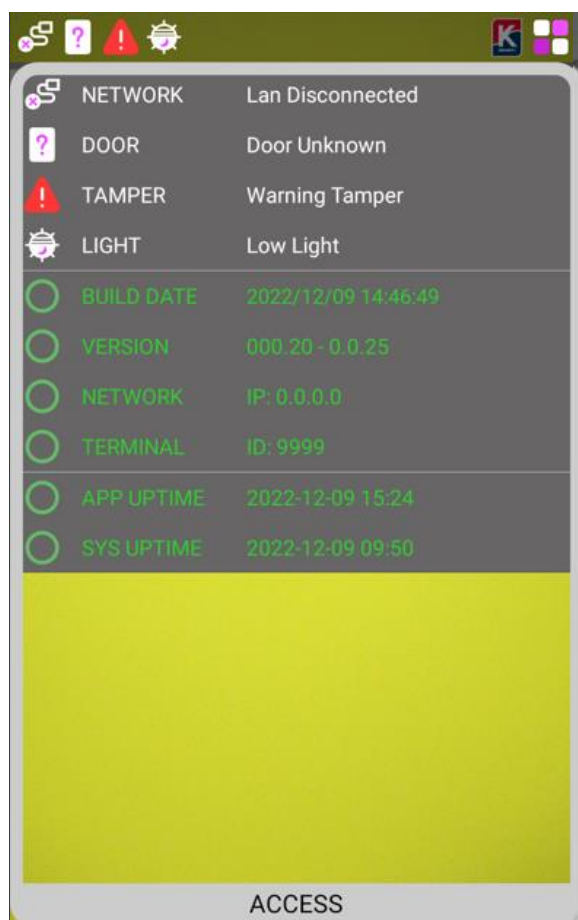 K
NETWORK Lan Disconnected
? DOOR Door Unknown
! TAMPER Warning Tamper
LIGHT Low Light
BUILD DATE 2022/12/09 14:46:49
VERSION 000.20 - 0.0.25
NETWORK IP: 0.0.0.0
TERMINAL ID: 9999
APP UPTIME 2022-12-09 15:24
SYS UPTIME 2022-12-09 09:50
ACCESS